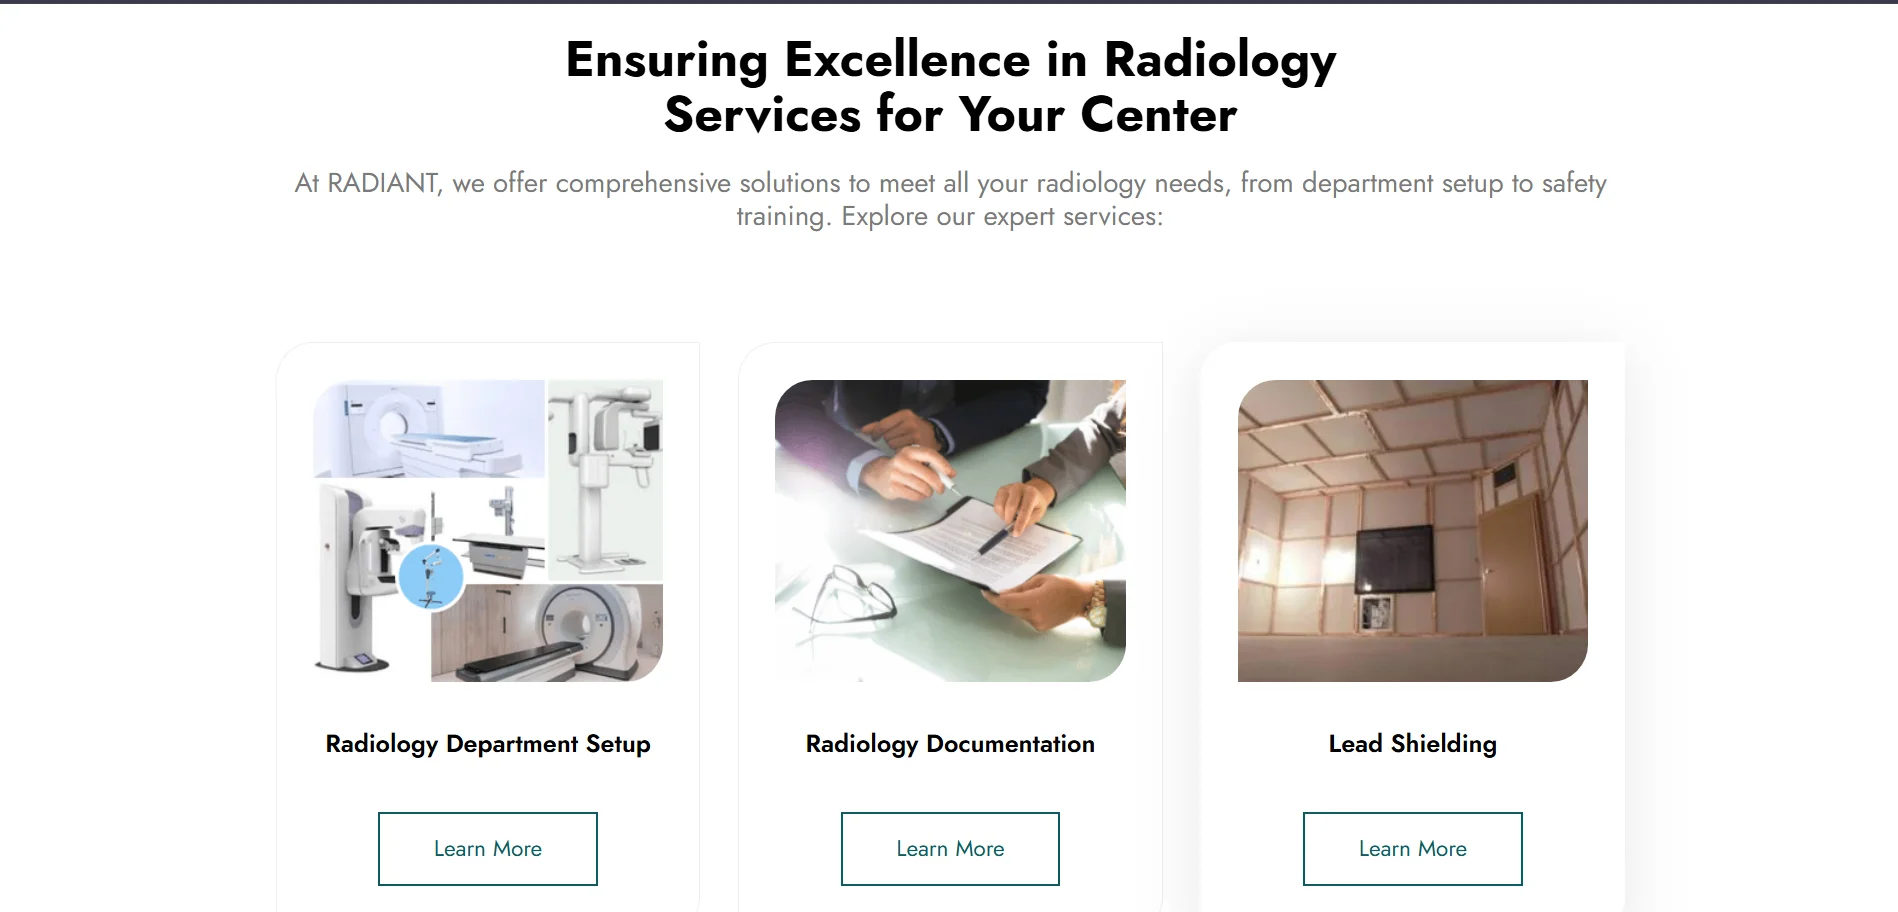 Ensuring Excellence in Radiology
Services for Your Center
At RADIANT, we offer comprehensive solutions to meet all your radiology needs, from department setup to safety
training. Explore our expert services:
Radiology Department Setup
Radiology Documentation
Lead Shielding
Learn More
Learn More
Learn More